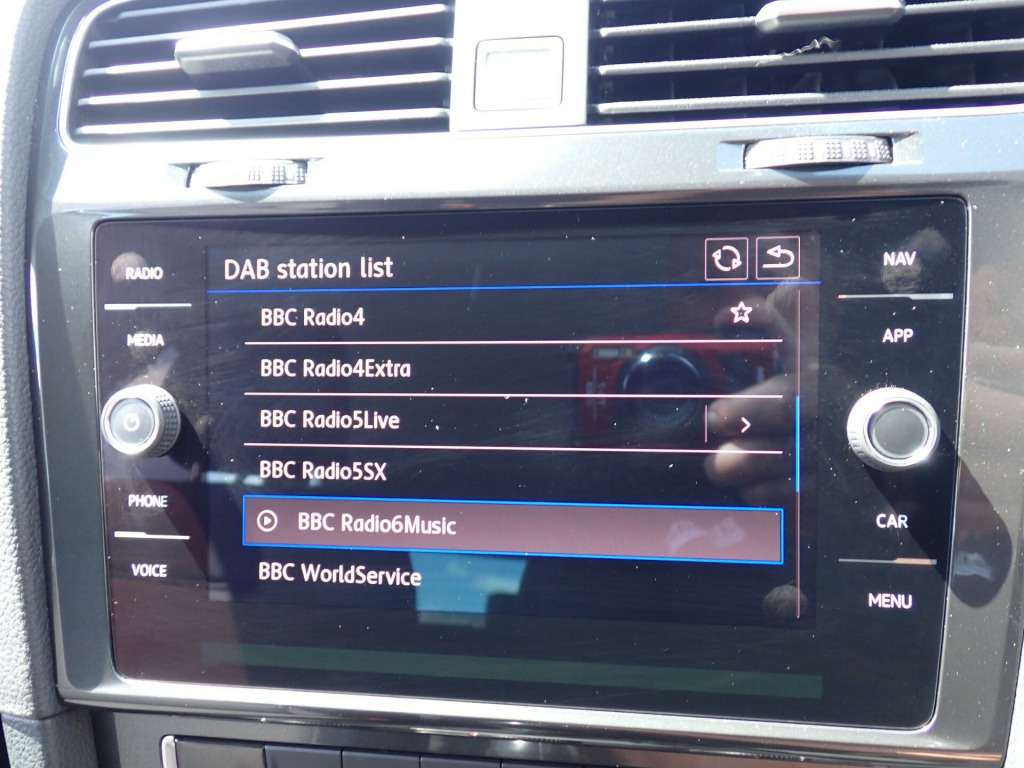 RADIO
MEDIA
PHONE
VOICE
DAB station list
BBC Radio4
BBC Radio4Extra
BBC Radio5Live
BBC Radio5SX
BBC Radio6Music
BBC WorldService
NAV
APP
CAR
MENU